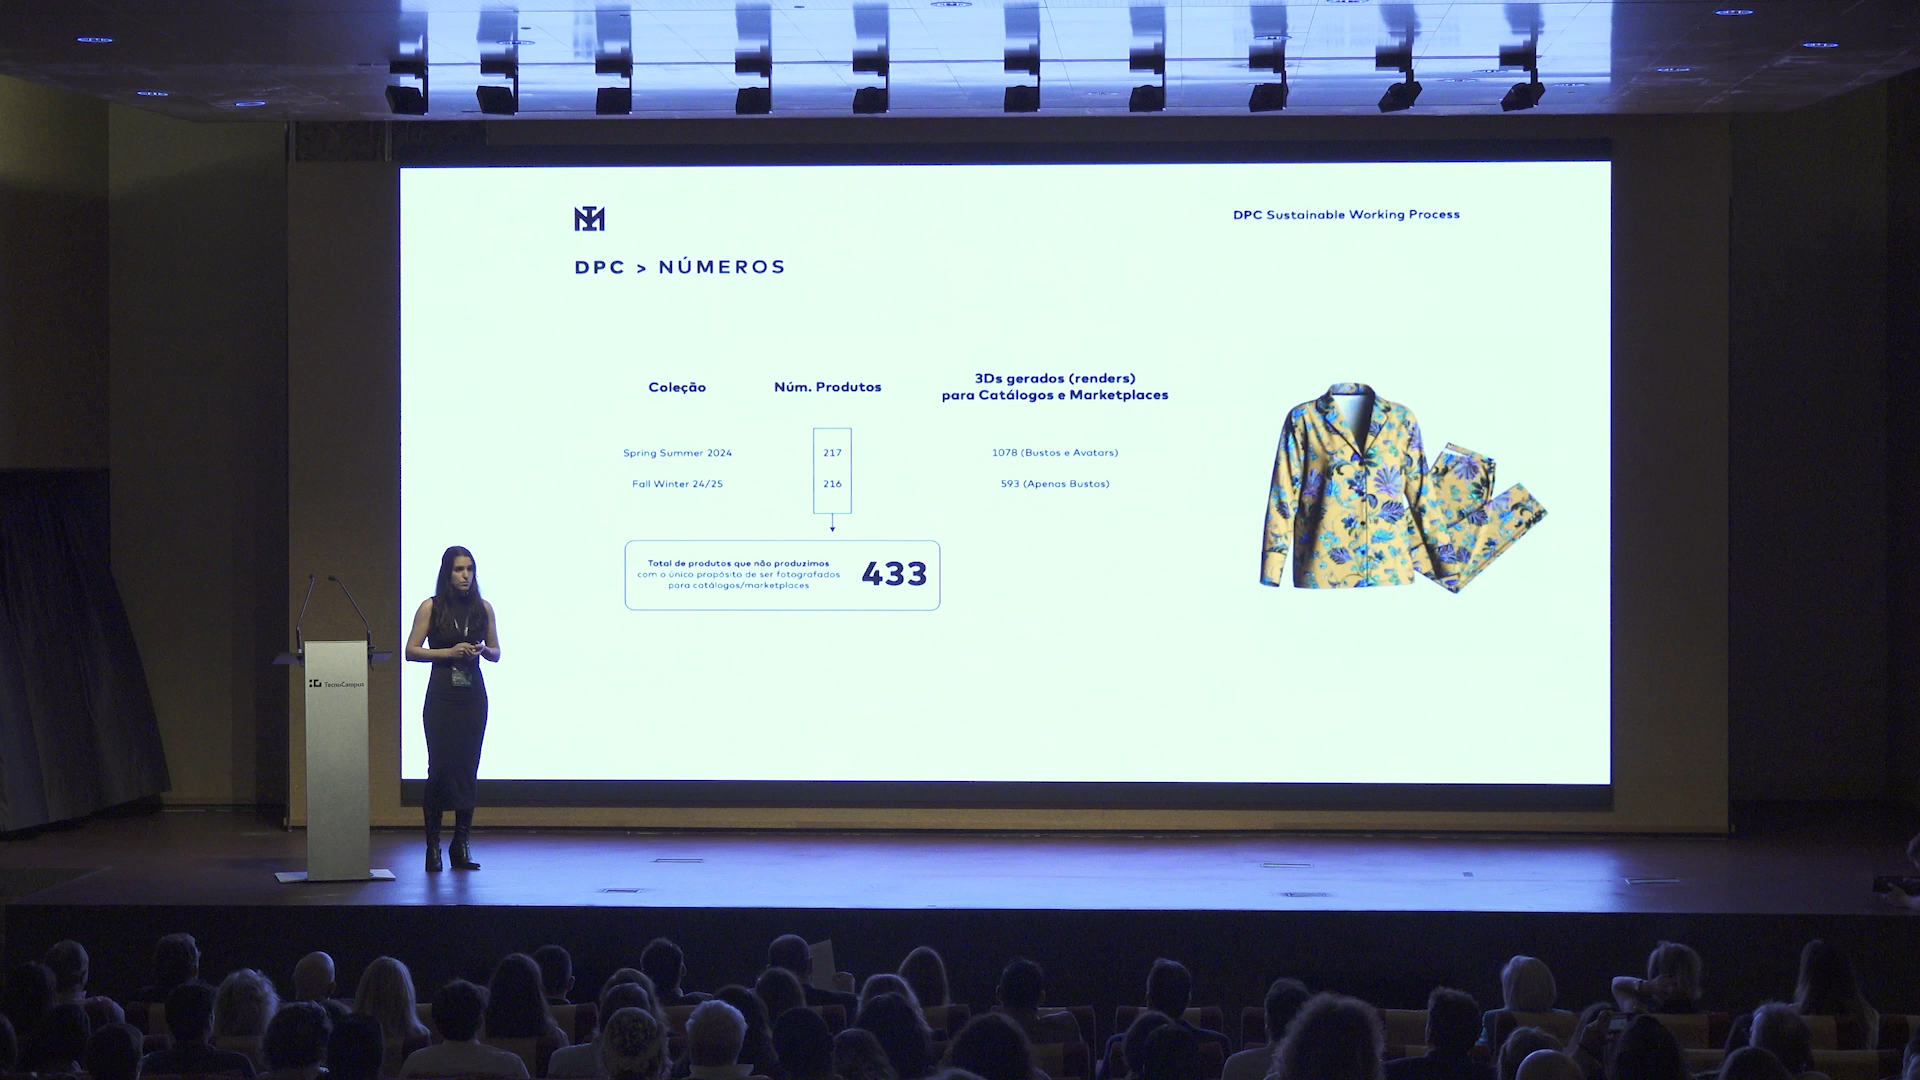 DPC Sustainable Working Process
DPC > NÚMEROS
Coleção
Núm. Produtos
3Ds gerados (renders)
para Catálogos e Marketplaces
Spring Summer 2024
217
1078 (Bustos e Avatars)
Fall Winter 24/25
216
593 (Apenas Bustos)
Total de produtos que não produzimos
com o único propósito de ser fotografados
para catálogos/marketplaces
433
TecnoCampus